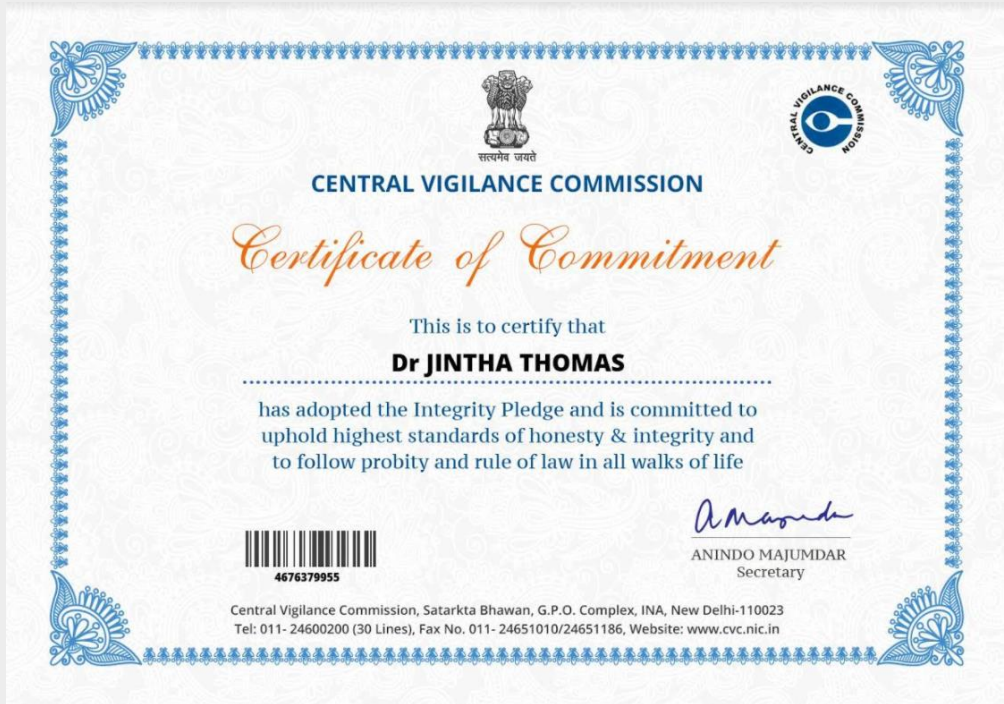 सत्यमेव जयते
CENTRAL VIGILANCE COMMISSION
CENTRAL VIGILANCE COMMISSION
Certificate of Commitment
This is to certify that
Dr JINTHA THOMAS
has adopted the Integrity Pledge and is committed to
uphold highest standards of honesty & integrity and
to follow probity and rule of law in all walks of life
4676379955
A Majumda
ANINDO MAJUMDAR
Secretary
Central Vigilance Commission, Satarkta Bhawan, G.P.O. Complex, INA, New Delhi-110023
Tel: 011- 24600200 (30 Lines), Fax No. 011- 24651010/24651186, Website: www.cvc.nic.in